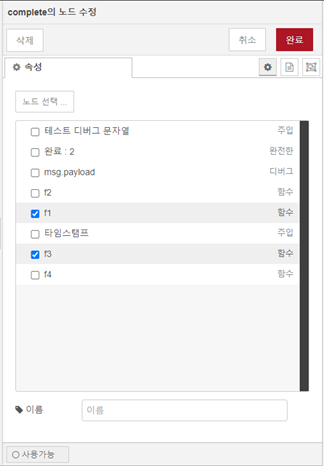 complete의 노드 수정
삭제 취소 완료
속성
노드 선택 ...
테스트 디버그 문자열 주입
완료 : 2 완전한
msg.payload 디버그
f2 함수
f1 함수
타임스탬프 주입
f3 함수
f4 함수
이름 이름
사용가능